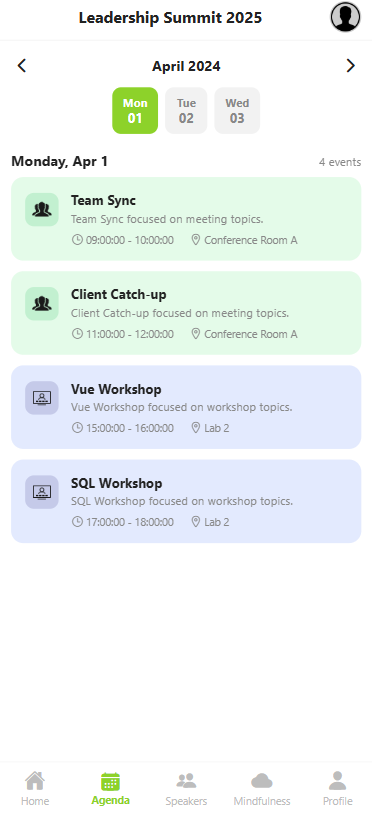 Leadership Summit 2025
April 2024
Mon Tue Wed
01 02 03
Monday, Apr 1 4 events
Team Sync
Team Sync focused on meeting topics.
09:00:00 - 10:00:00 Conference Room A
Client Catch-up
Client Catch-up focused on meeting topics.
11:00:00 - 12:00:00 Conference Room A
Vue Workshop
Vue Workshop focused on workshop topics.
15:00:00 - 16:00:00 Lab 2
SQL Workshop
SQL Workshop focused on workshop topics.
17:00:00 - 18:00:00 Lab 2
Home Agenda Speakers Mindfulness Profile